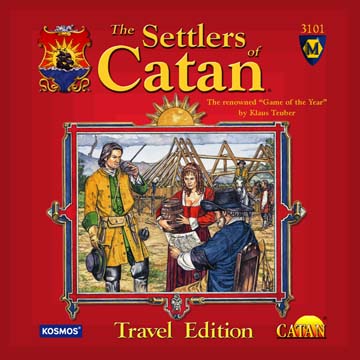 The Settlers of
Catan
3101
M
The renowned "Game of the Year"
by Klaus Teuber
KOSMOS
Travel Edition
CATAN